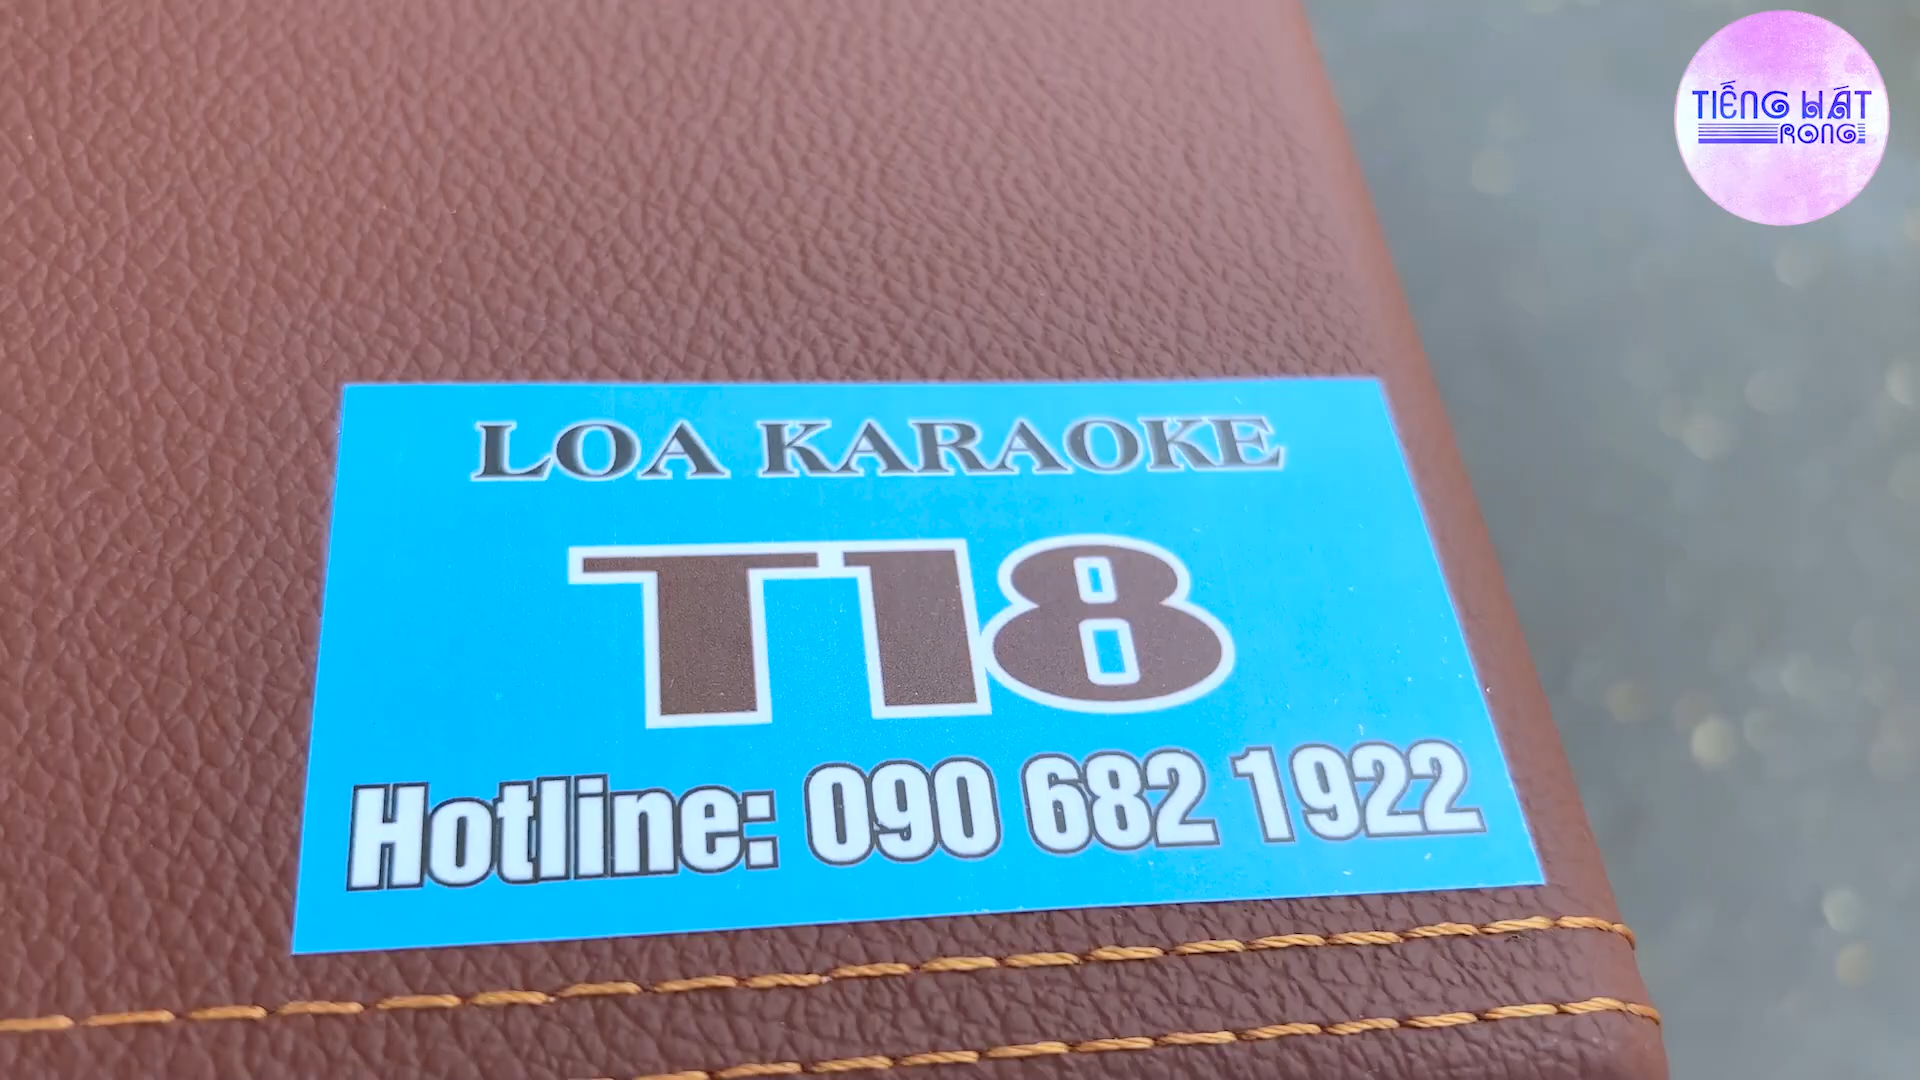 TIẾNG HÁT
RONG
LOA KARAOKE
T18
Hotline: 090 682 1922